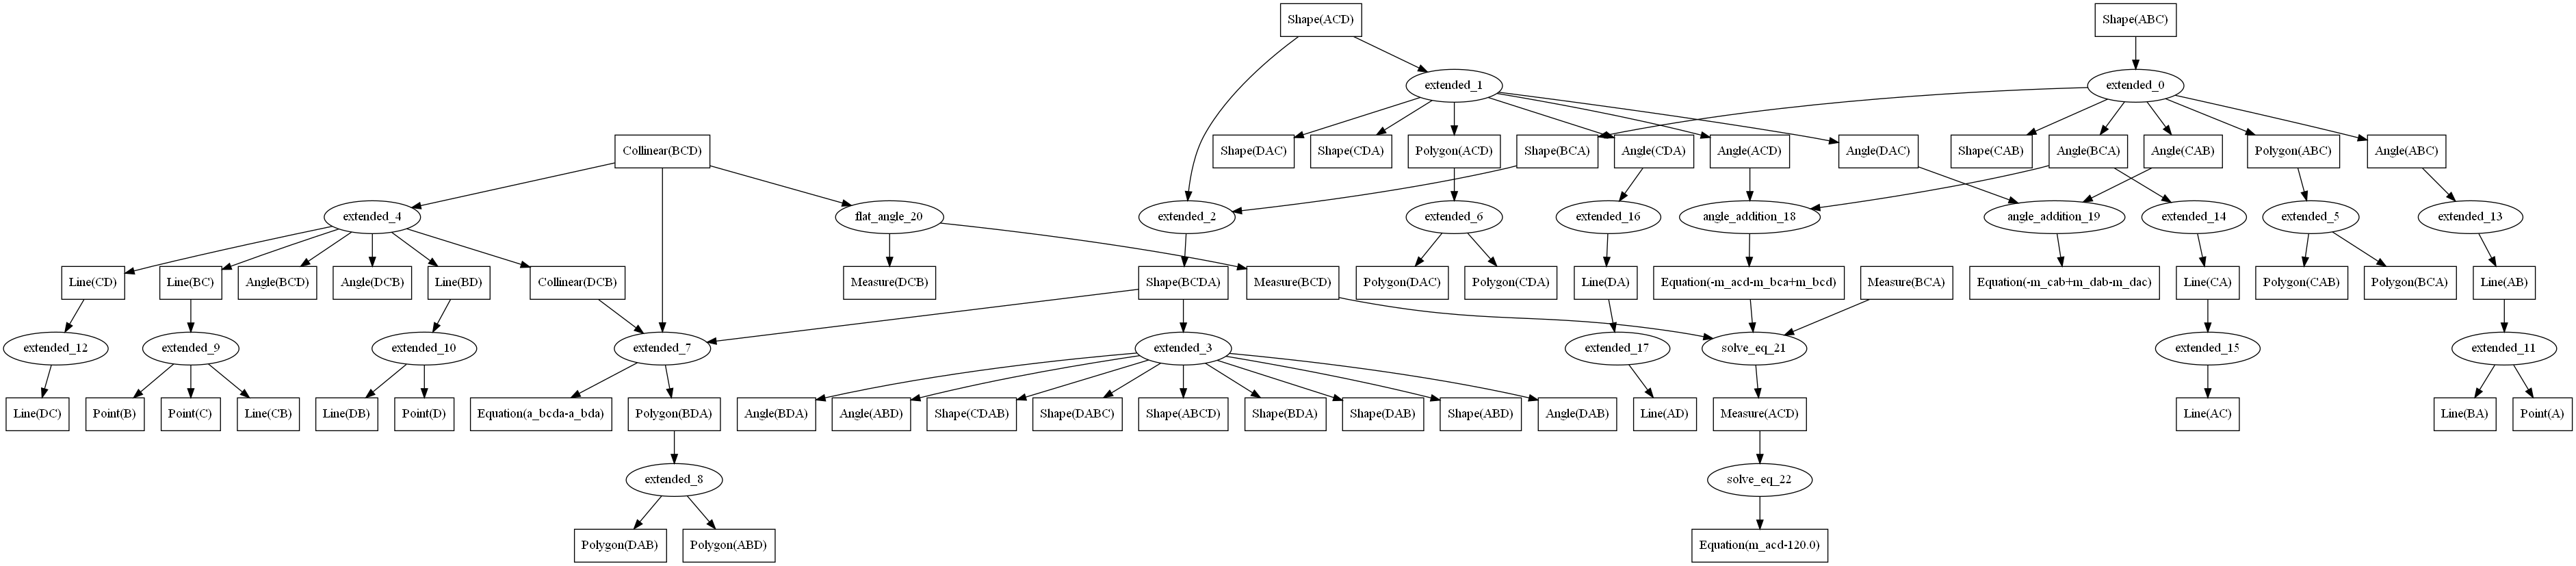 Shape(ACD)
Shape(ABC)
extended_1
extended_0
Collinear(BCD)
Shape(DAC)
Shape(CDA)
Polygon(ACD)
Shape(BCA)
Angle(CDA)
Angle(ACD)
Angle(DAC)
Shape(CAB)
Angle(BCA)
Angle(CAB)
Polygon(ABC)
Angle(ABC)
extended_4
flat_angle_20
extended_2
extended_6
extended_16
angle_addition_18
angle_addition_19
extended_14
extended_5
extended_13
Line(CD)
Line(BC)
Angle(BCD)
Angle(DCB)
Line(BD)
Collinear(DCB)
Measure(DCB)
Shape(BCDA)
Measure(BCD)
Polygon(DAC)
Polygon(CDA)
Line(DA)
Equation(-m_acd-m_bca+m_bcd)
Measure(BCA)
Equation(-m_cab+m_dab-m_dac)
Line(CA)
Polygon(CAB)
Polygon(BCA)
Line(AB)
extended_12
extended_9
extended_10
extended_7
extended_3
extended_17
solve_eq_21
extended_15
extended_11
Line(DC)
Point(B)
Point(C)
Line(CB)
Line(DB)
Point(D)
Equation(a_bcda-a_bda)
Polygon(BDA)
Angle(BDA)
Angle(ABD)
Shape(CDAB)
Shape(DABC)
Shape(ABCD)
Shape(BDA)
Shape(DAB)
Shape(ABD)
Angle(DAB)
Line(AD)
Measure(ACD)
Line(AC)
Line(BA)
Point(A)
extended_8
solve_eq_22
Polygon(DAB)
Polygon(ABD)
Equation(m_acd-120.0)